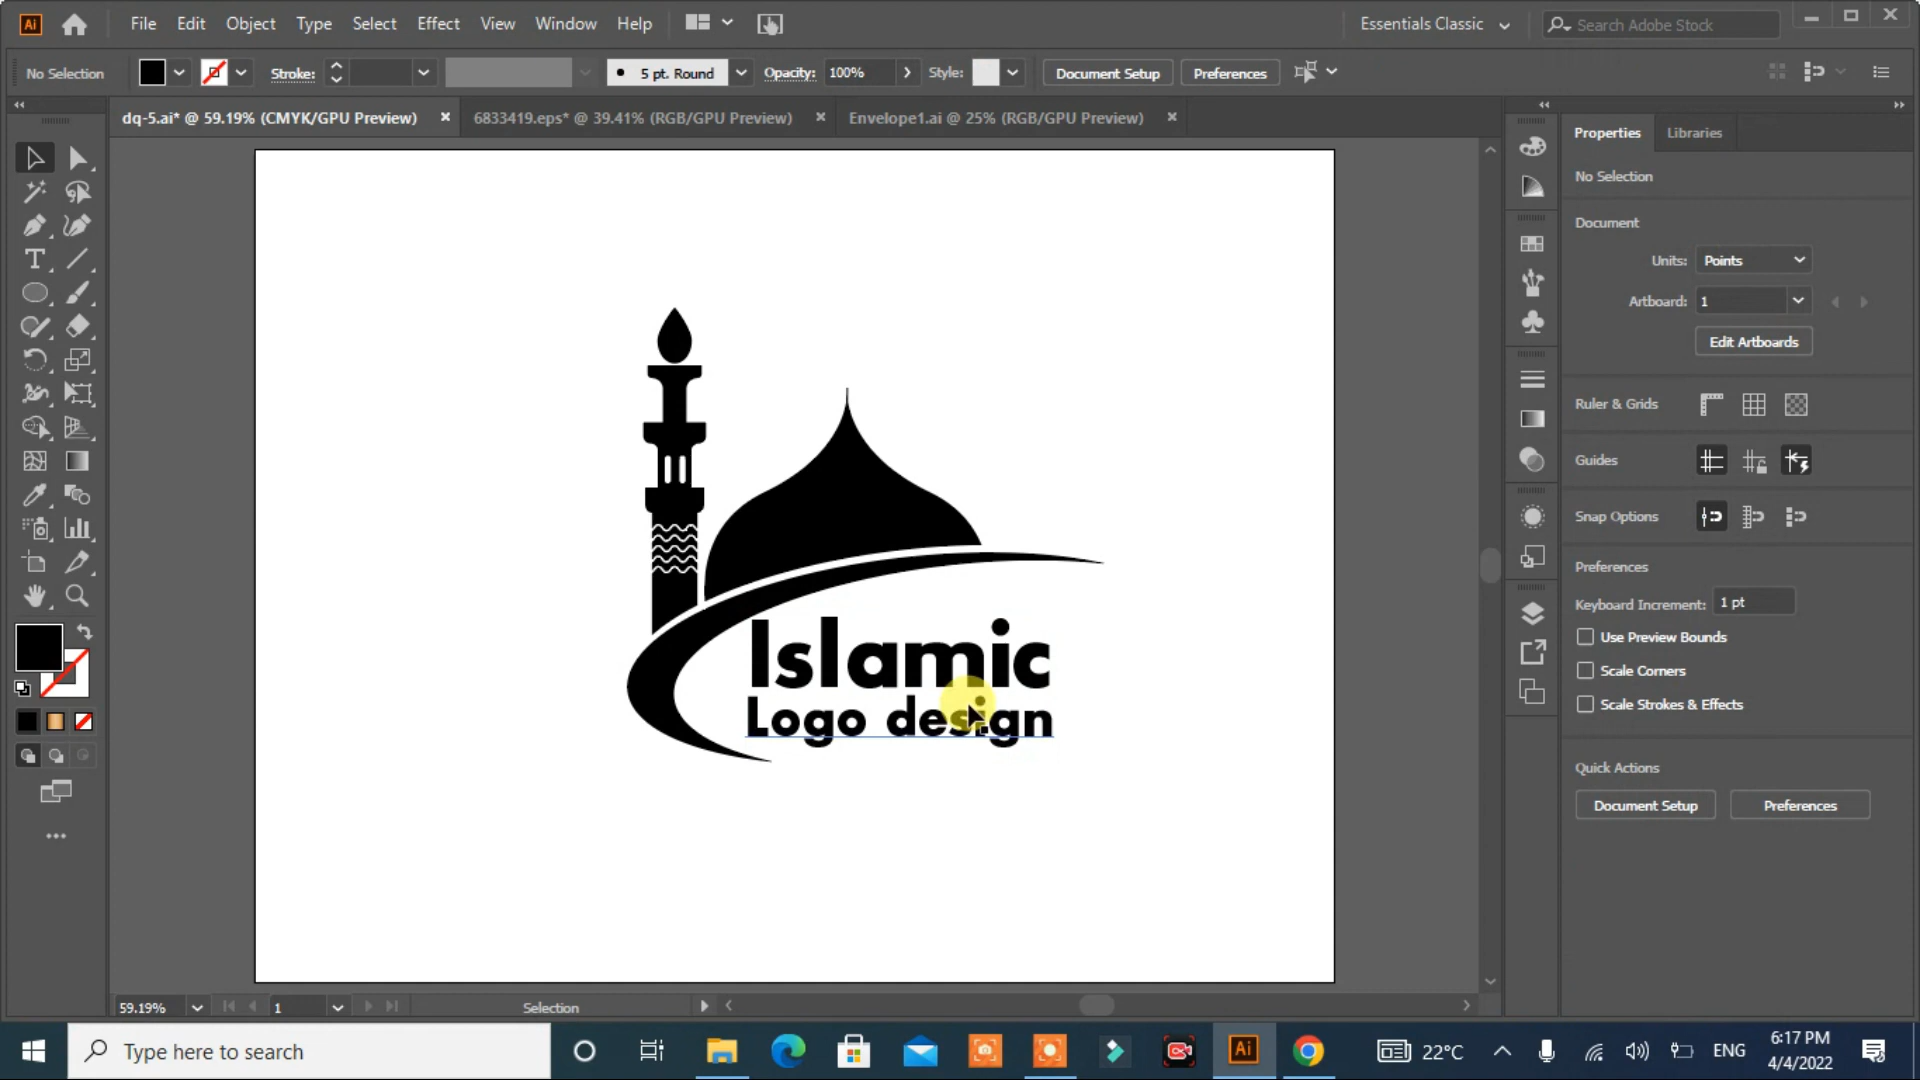 Ai File Edit Object Type Select Effect View Window Help Essentials Classic Search Adobe Stock
No Selection Stroke: 5 pt. Round Opacity: 100% Style: Document Setup Preferences
dq-5.ai* @ 59.19% (CMYK/GPU Preview) 6833419.eps* @ 39.41% (RGB/GPU Preview) Envelope1.ai @ 25% (RGB/GPU Preview)
Properties Libraries
No Selection
Document
Units: Points
Artboard: 1
Edit Artboards
Ruler & Grids
Guides
Snap Options
Preferences
Keyboard Increment: 1 pt
Use Preview Bounds
Scale Corners
Scale Strokes & Effects
Quick Actions
Document Setup Preferences
Islamic
Logo design
59.19% 1 Selection
Type here to search Ai 22°C ENG 6:17 PM
4/4/2022